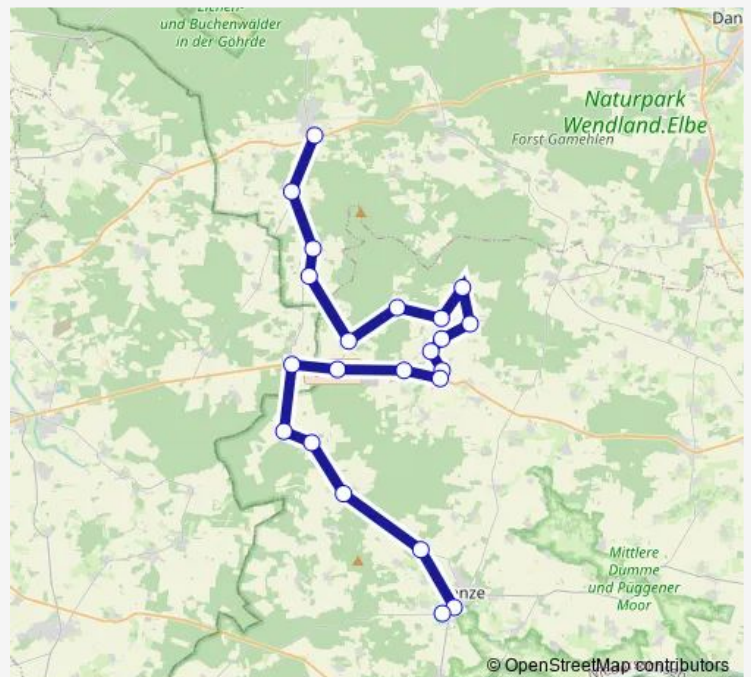 und Buchenwälder
in der Göhrde
Dan
Naturpark
Wendland.Elbe
Forst Gamehlen
Mittlere
Dumme
und Püggener
Moor
nze
© OpenStreetMap contributors